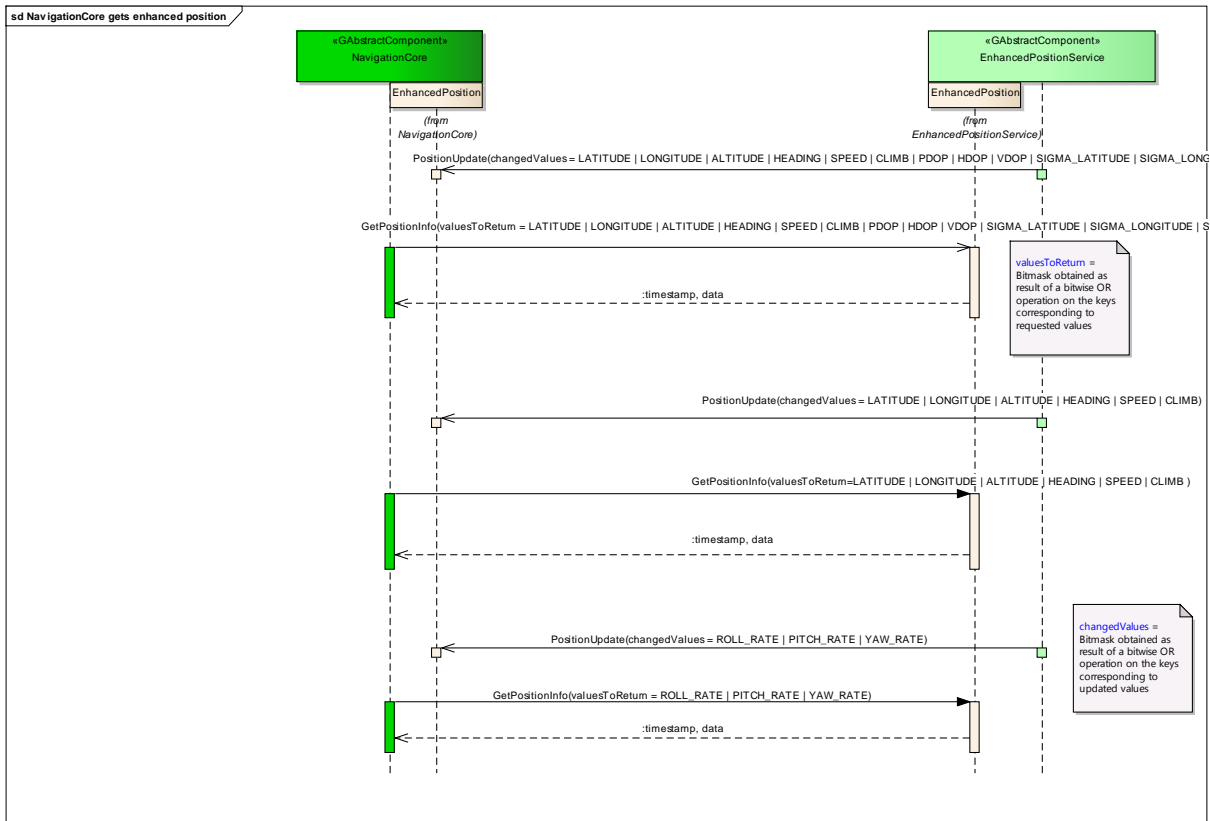 sd NavigationCore gets enhanced position
«GAbstractComponent»
NavigationCore
«GAbstractComponent»
EnhancedPositionService
EnhancedPosition
EnhancedPosition
(from
NavigationCore)
(from
EnhancedPositionService)
PositionUpdate(changedValues = LATITUDE | LONGITUDE | ALTITUDE | HEADING | SPEED | CLIMB | PDOP | HDOP | VDOP | SIGMA_LATITUDE | SIGMA_LONG
GetPositionInfo(valuesToReturn = LATITUDE | LONGITUDE | ALTITUDE | HEADING | SPEED | CLIMB | PDOP | HDOP | VDOP | SIGMA_LATITUDE | SIGMA_LONGITUDE | S
valuesToReturn =
Bitmask obtained as
result of a bitwise OR
operation on the keys
corresponding to
requested values
:timestamp, data
PositionUpdate(changedValues = LATITUDE | LONGITUDE | ALTITUDE | HEADING | SPEED | CLIMB)
GetPositionInfo(valuesToReturn=LATITUDE | LONGITUDE | ALTITUDE | HEADING | SPEED | CLIMB )
:timestamp, data
changedValues =
Bitmask obtained as
result of a bitwise OR
operation on the keys
corresponding to
updated values
PositionUpdate(changedValues = ROLL_RATE | PITCH_RATE | YAW_RATE)
GetPositionInfo(valuesToReturn = ROLL_RATE | PITCH_RATE | YAW_RATE)
:timestamp, data